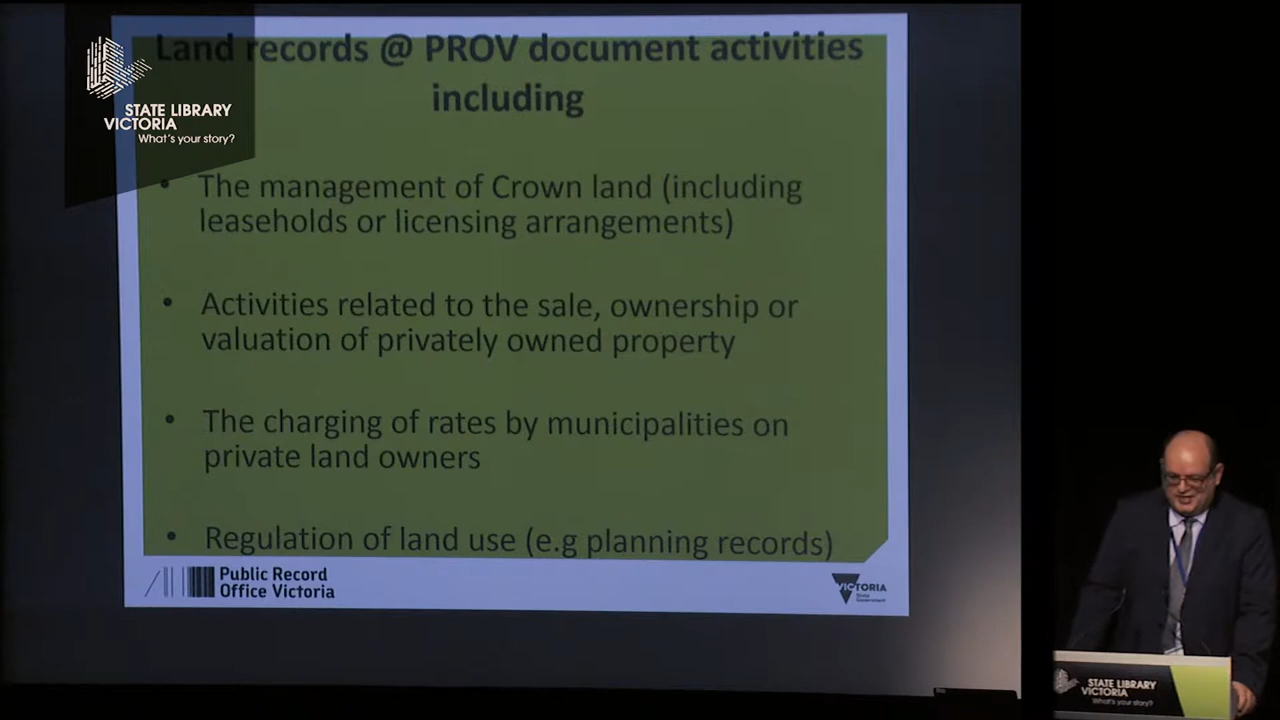 Land records @ PROV document activities
including
STATE LIBRARY
VICTORIA
What's your story?
• The management of Crown land (including
leaseholds or licensing arrangements)
• Activities related to the sale, ownership or
valuation of privately owned property
• The charging of rates by municipalities on
private land owners
• Regulation of land use (e.g planning records)
Public Record
Office Victoria
VICTORIA
State
Government
STATE LIBRARY
VICTORIA
What's your story?